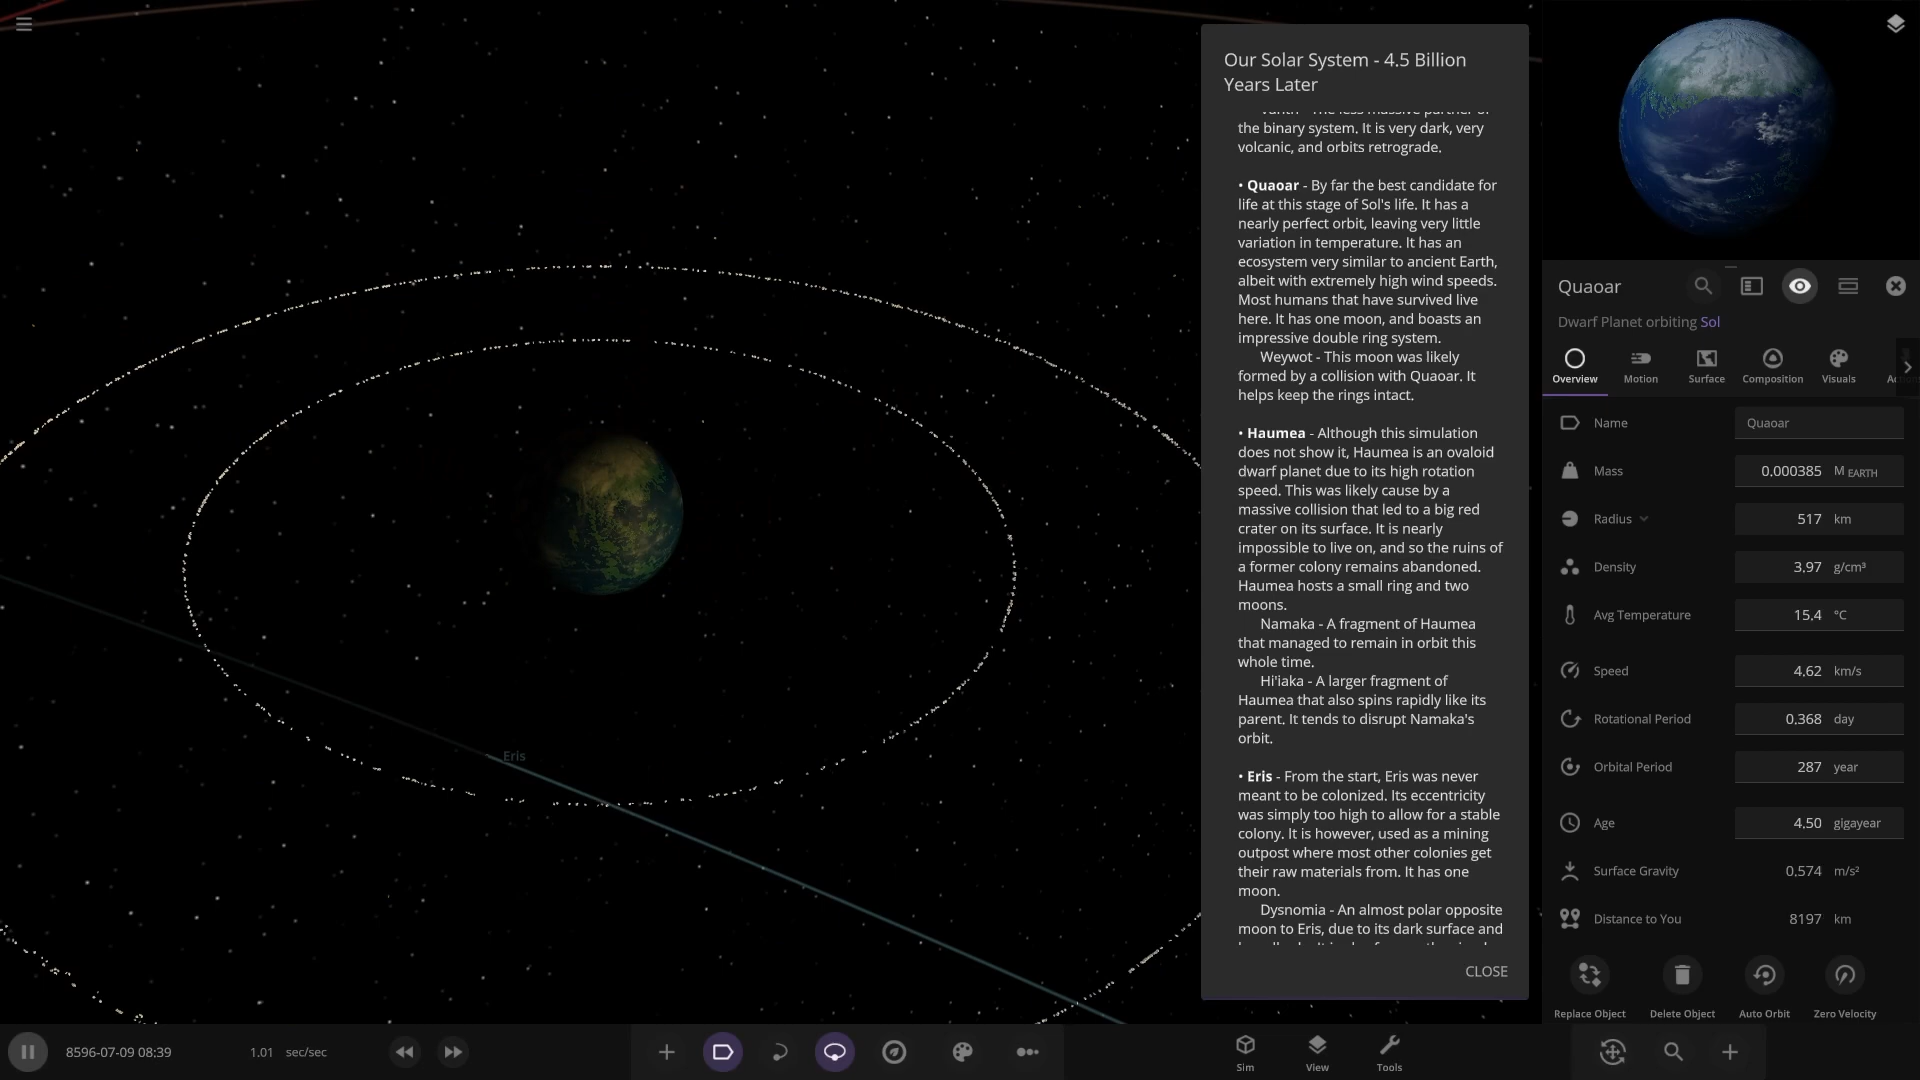 Our Solar System - 4.5 Billion
Years Later
the binary system. It is very dark, very
volcanic, and orbits retrograde.
• Quaoar - By far the best candidate for
life at this stage of Sol's life. It has a
nearly perfect orbit, leaving very little
variation in temperature. It has an
ecosystem very similar to ancient Earth,
albeit with extremely high wind speeds.
Most humans that have survived live
here. It has one moon, and boasts an
impressive double ring system.
Weywot - This moon was likely
formed by a collision with Quaoar. It
helps keep the rings intact.
• Haumea - Although this simulation
does not show it, Haumea is an ovaloid
dwarf planet due to its high rotation
speed. This was likely cause by a
massive collision that led to a big red
crater on its surface. It is nearly
impossible to live on, and so the ruins of
a former colony remains abandoned.
Haumea hosts a small ring and two
moons.
Namaka - A fragment of Haumea
that managed to remain in orbit this
whole time.
Hi'iaka - A larger fragment of
Haumea that also spins rapidly like its
parent. It tends to disrupt Namaka's
orbit.
• Eris - From the start, Eris was never
meant to be colonized. Its eccentricity
was simply too high to allow for a stable
colony. It is however, used as a mining
outpost where most other colonies get
their raw materials from. It has one
moon.
Dysnomia - An almost polar opposite
moon to Eris, due to its dark surface and
CLOSE
Eris
Quaoar
Dwarf Planet orbiting Sol
Overview Motion Surface Composition Visuals
Name Quaoar
Mass 0.000385 M EARTH
Radius 517 km
Density 3.97 g/cm³
Avg Temperature 15.4 °C
Speed 4.62 km/s
Rotational Period 0.368 day
Orbital Period 287 year
Age 4.50 gigayear
Surface Gravity 0.574 m/s²
Distance to You 8197 km
Replace Object Delete Object Auto Orbit Zero Velocity
8596-07-09 08:39 1.01 sec/sec
Sim View Tools